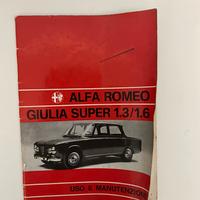 ALFA ROMEO
GIULIA SUPER 1.3/1.6
USO E MANUTENZIONE